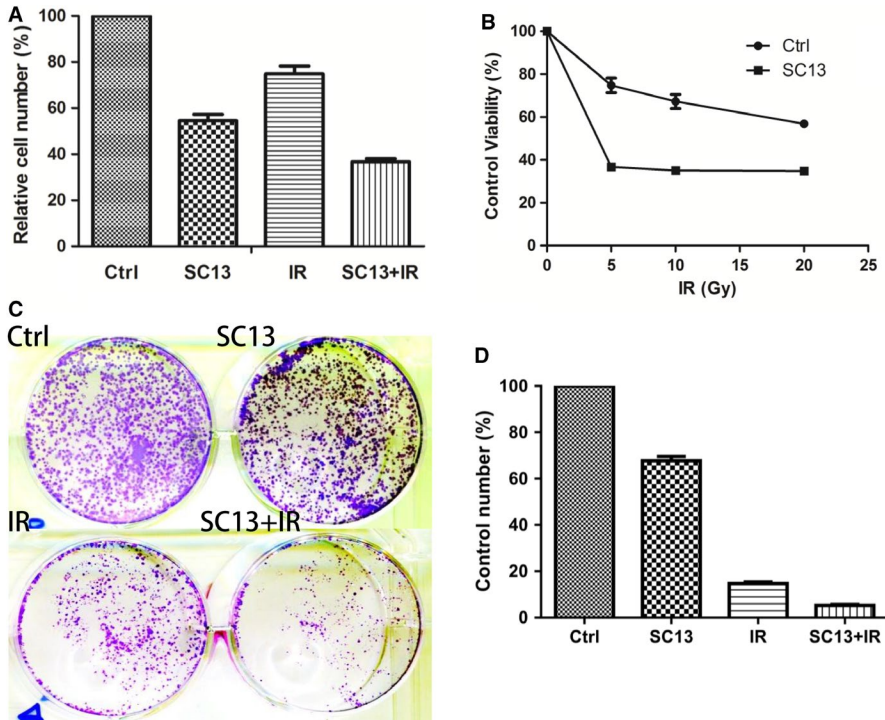 A
Relative cell number (%)
100
80
60
40
20
0
Ctrl SC13 IR SC13+IR
B
Control Viability (%)
100
80
60
40
20
0
0 5 10 15 20 25
IR (Gy)
Ctrl
SC13
C
Ctrl SC13
IR SC13+IR
D
Control number (%)
100
80
60
40
20
0
Ctrl SC13 IR SC13+IR